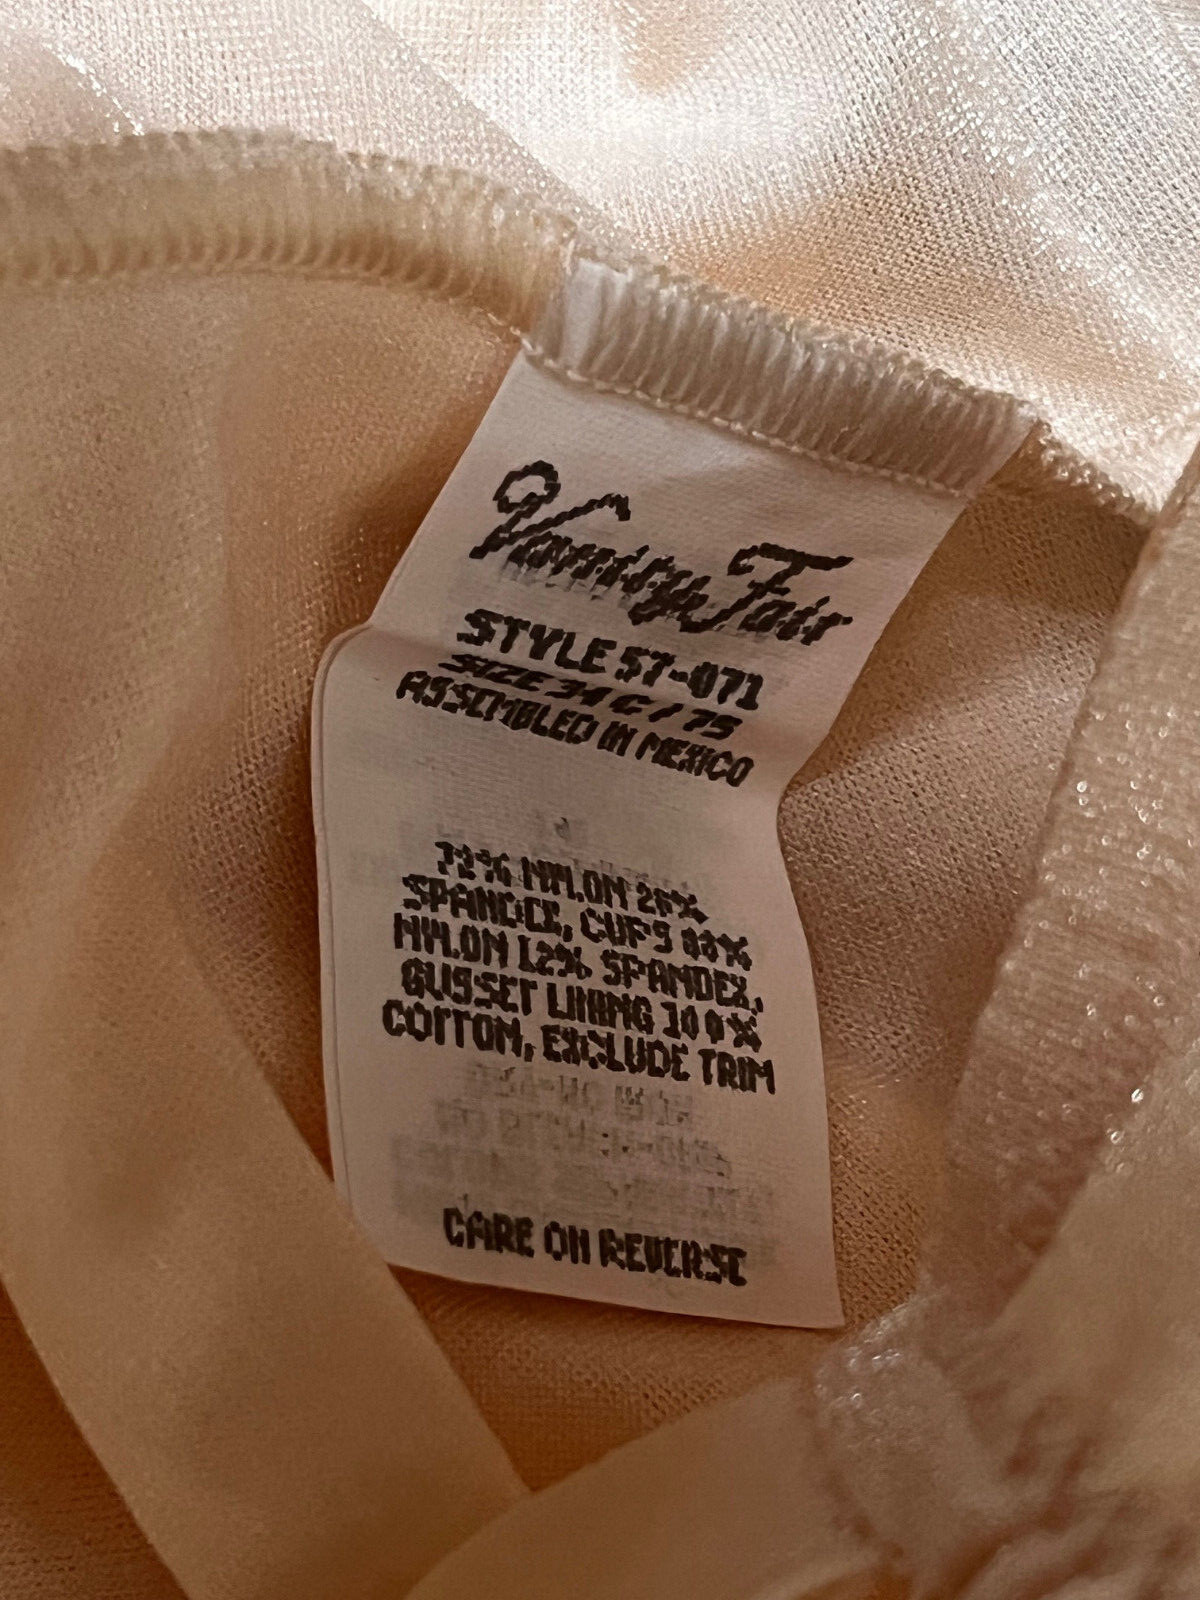 Vanity Fair
STYLE 57-071
SIZE 34 C / 75
ASSEMBLED IN MEXICO
72% NYLON 28%
SPANDEX, CUPS 88%
NYLON 12% SPANDEX,
GUSSET LINING 100%
COTTON, EXCLUDE TRIM
CARE ON REVERSE